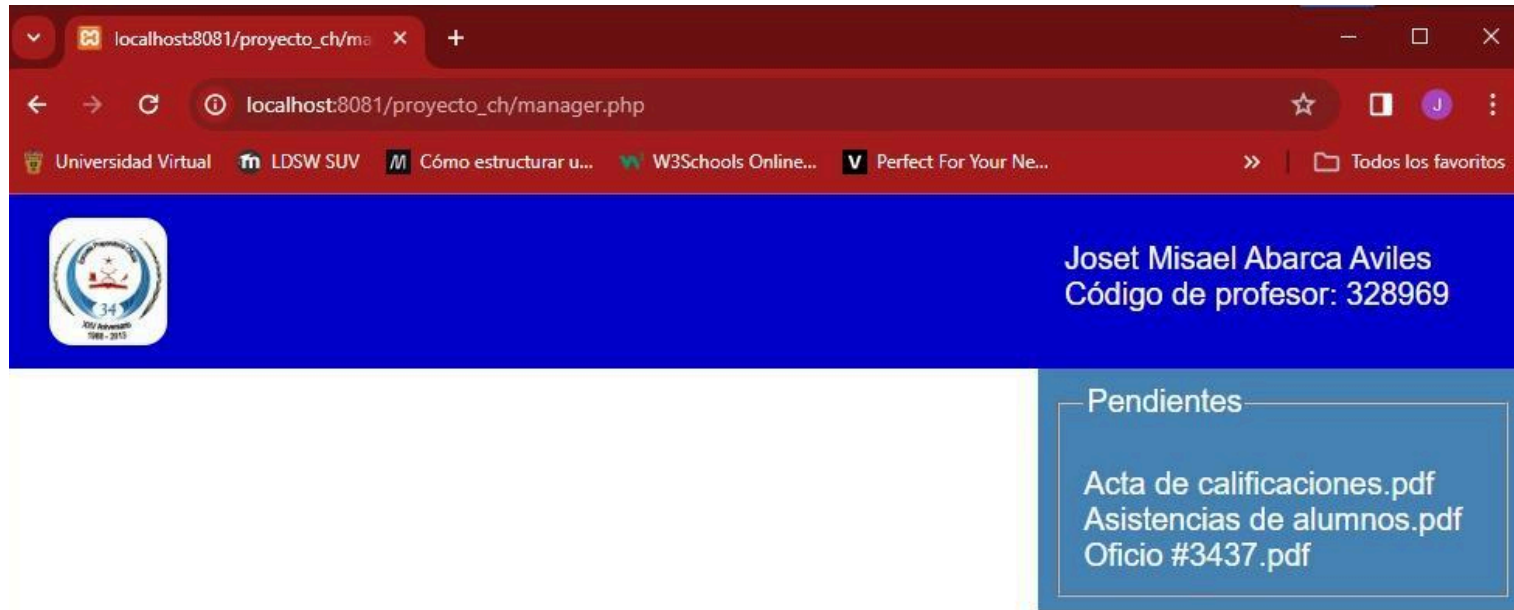 localhost:8081/proyecto_ch/ma
localhost:8081/proyecto_ch/manager.php
J
Universidad Virtual
LDSW SUV
Cómo estructurar u...
W3Schools Online...
Perfect For Your Ne...
Todos los favoritos
34
Joset Misael Abarca Aviles
Código de profesor: 328969
Pendientes
Acta de calificaciones.pdf
Asistencias de alumnos.pdf
Oficio #3437.pdf